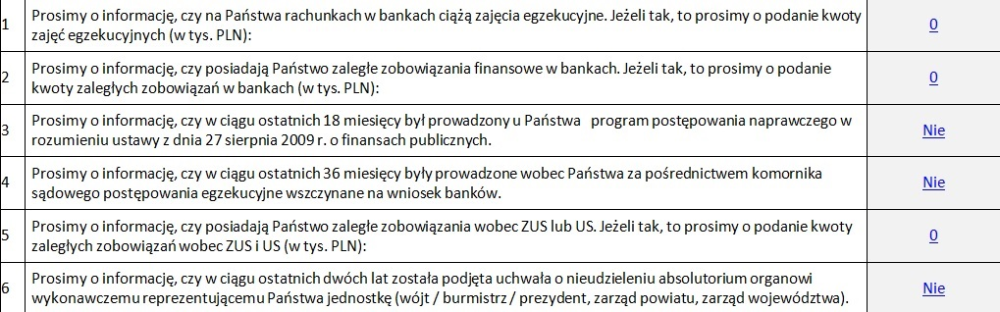 1 Prosimy o informację, czy na Państwa rachunkach w bankach ciążą zajęcia egzekucyjne. Jeżeli tak, to prosimy o podanie kwoty
zajęć egzekucyjnych (w tys. PLN): 0
2 Prosimy o informację, czy posiadają Państwo zaległe zobowiązania finansowe w bankach. Jeżeli tak, to prosimy o podanie
kwoty zaległych zobowiązań w bankach (w tys. PLN): 0
3 Prosimy o informację, czy w ciągu ostatnich 18 miesięcy był prowadzony u Państwa program postępowania naprawczego w
rozumieniu ustawy z dnia 27 sierpnia 2009 r. o finansach publicznych. Nie
4 Prosimy o informację, czy w ciągu ostatnich 36 miesięcy były prowadzone wobec Państwa za pośrednictwem komornika
sądowego postępowania egzekucyjne wszczynane na wniosek banków. Nie
5 Prosimy o informację, czy posiadają Państwo zaległe zobowiązania wobec ZUS lub US. Jeżeli tak, to prosimy o podanie kwoty
zaległych zobowiązań wobec ZUS i US (w tys. PLN): 0
6 Prosimy o informację, czy w ciągu ostatnich dwóch lat została podjęta uchwała o nieudzieleniu absolutorium organowi
wykonawczemu reprezentującemu Państwa jednostkę (wójt / burmistrz / prezydent, zarząd powiatu, zarząd województwa). Nie